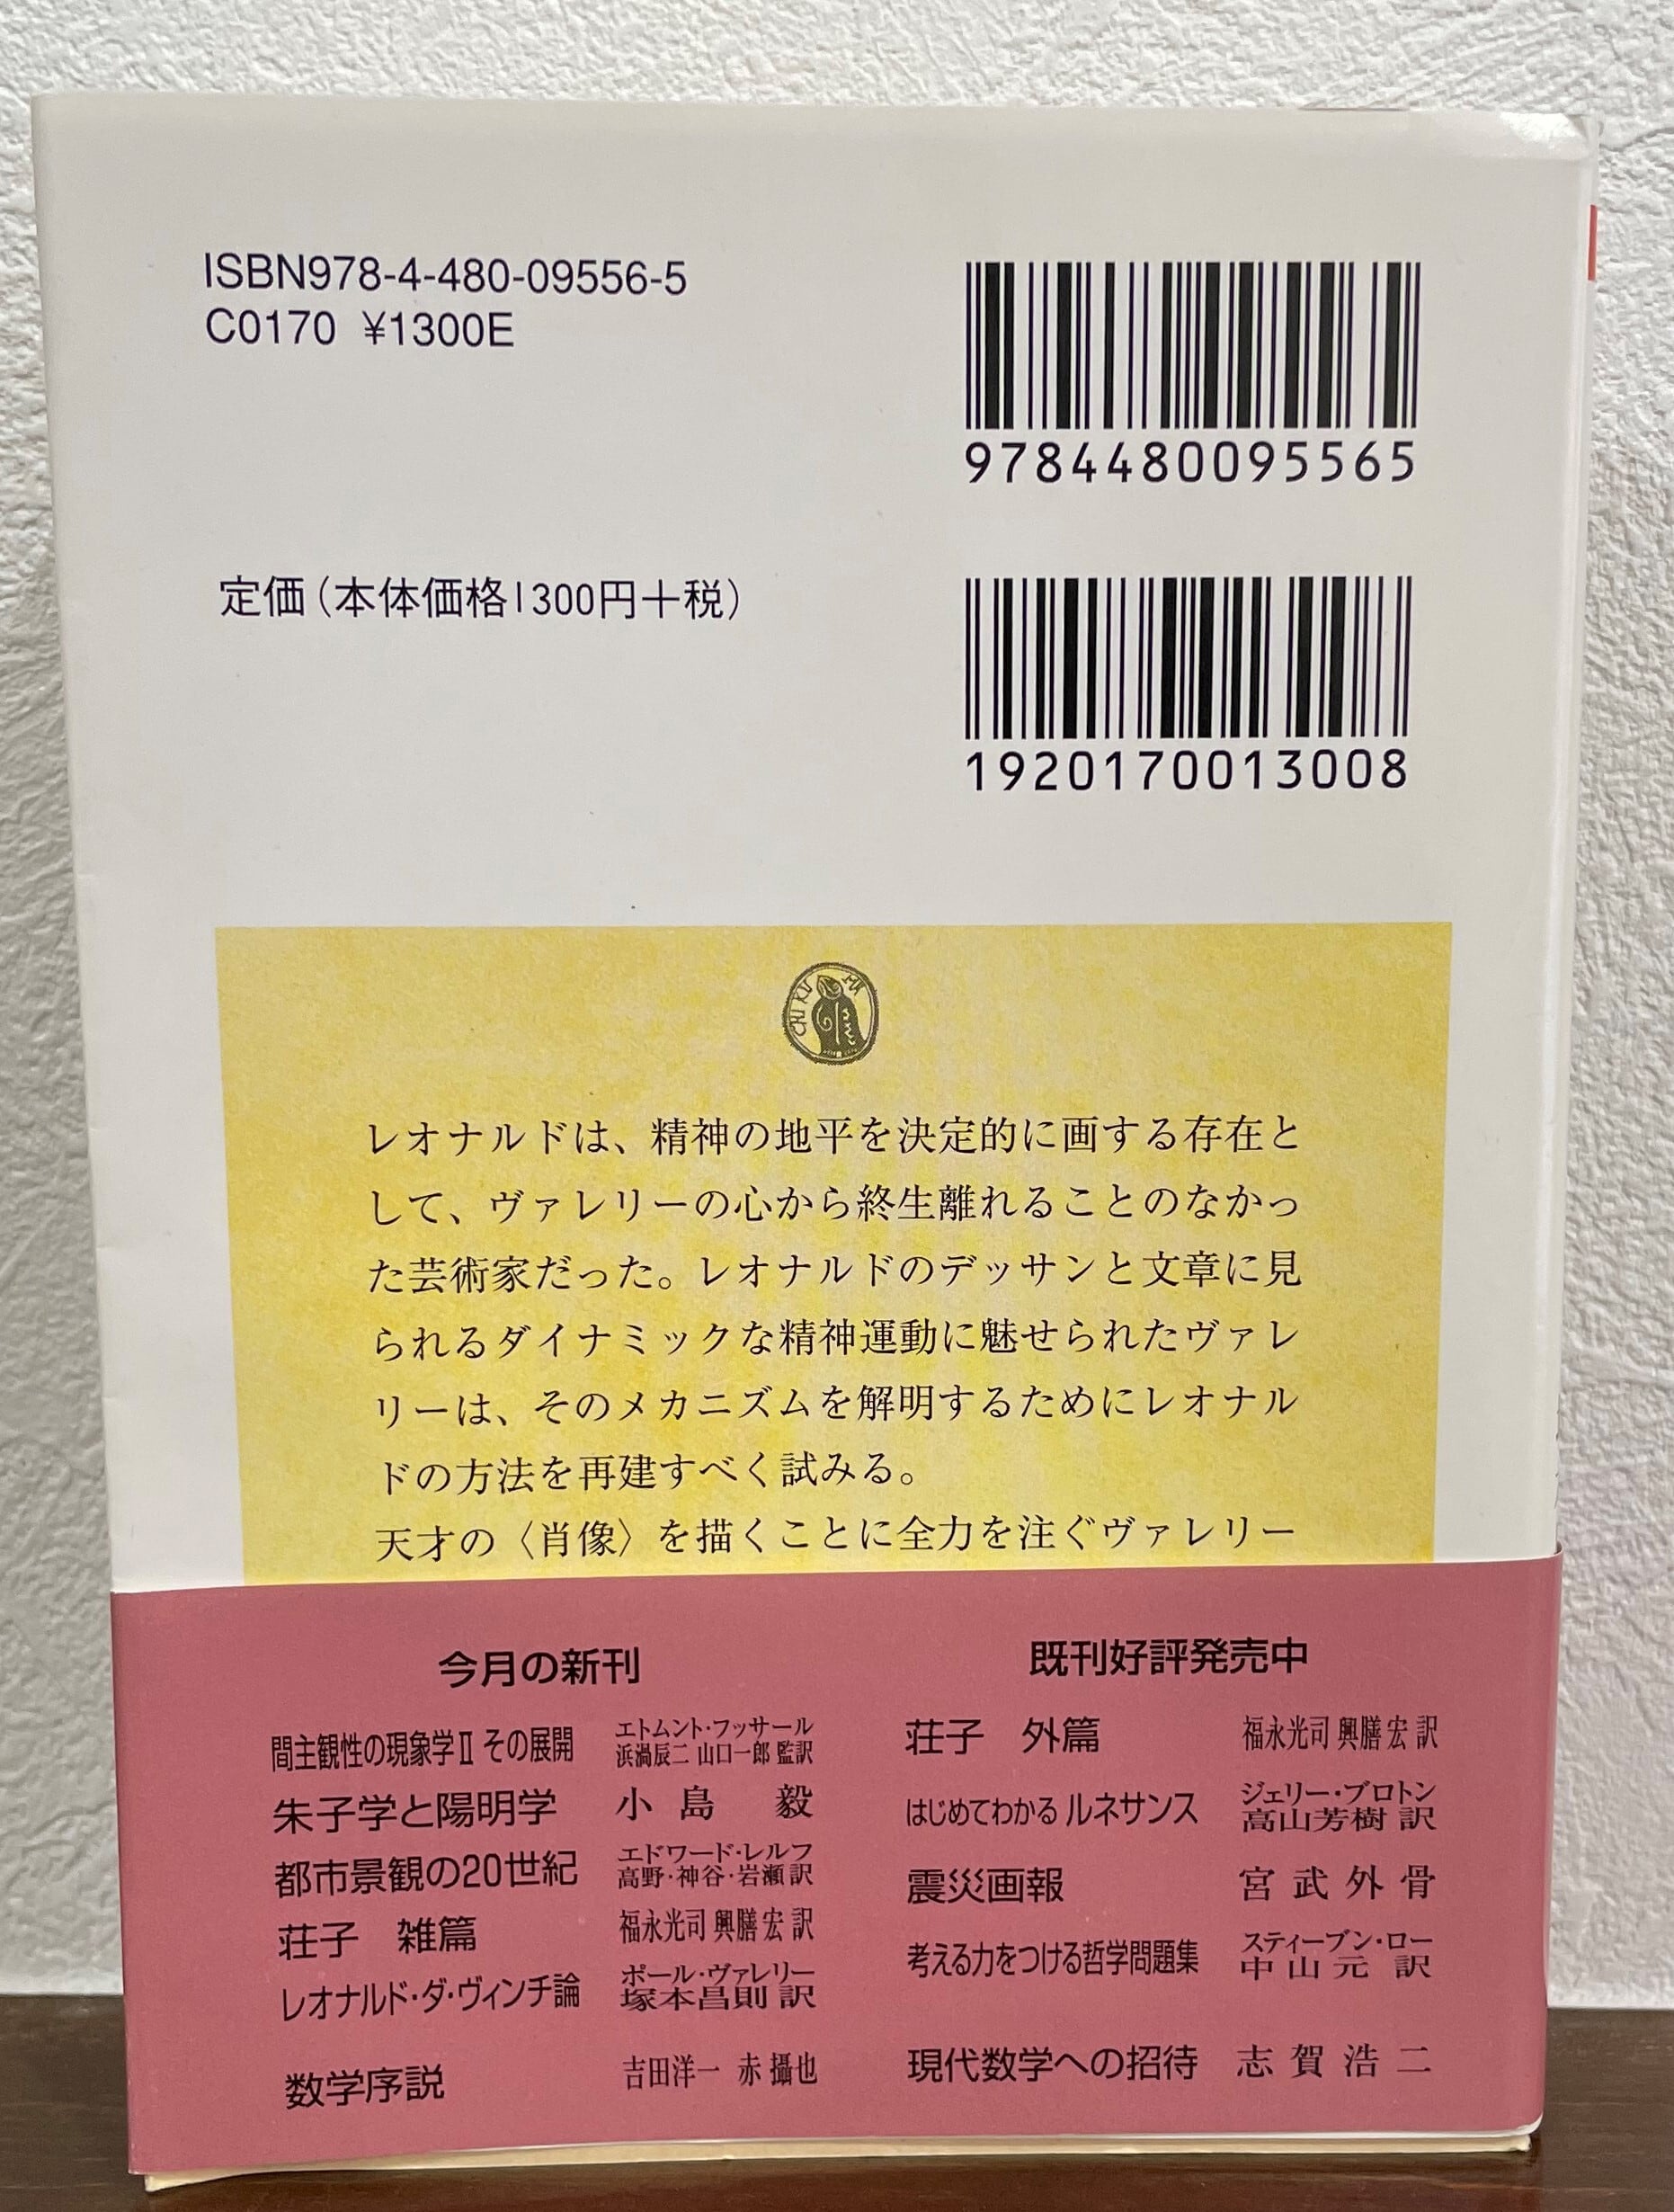 ISBN978-4-480-09556-5
C0170 ¥1300E
9784480095565
定価(本体価格1300円+税)
1920170013008
CHIKUMA
レオナルドは、精神の地平を決定的に画する存在と
して、ヴァレリーの心から終生離れることのなかっ
た芸術家だった。レオナルドのデッサンと文章に見
られるダイナミックな精神運動に魅せられたヴァレ
リーは、そのメカニズムを解明するためにレオナル
ドの方法を再建すべく試みる。
天才の〈肖像〉を描くことに全力を注ぐヴァレリー
今月の新刊
間主観性の現象学Ⅱ その展開 エトムント・フッサール
浜渦辰二 山口一郎 監訳
朱子学と陽明学 小島 毅
都市景観の20世紀 エドワード・レルフ
高野・神谷・岩瀬訳
荘子 雑篇 福永光司 興膳 宏 訳
レオナルド・ダ・ヴィンチ論 ポール・ヴァレリー
塚本昌則 訳
数学序説 吉田洋一 赤 攝也
既刊好評発売中
荘子 外篇 福永光司 興膳 宏 訳
はじめてわかる ルネサンス ジェリー・ブロトン
高山芳樹 訳
震災画報 宮武外骨
考える力をつける哲学問題集 スティーブン・ロー
中山 元 訳
現代数学への招待 志賀浩二